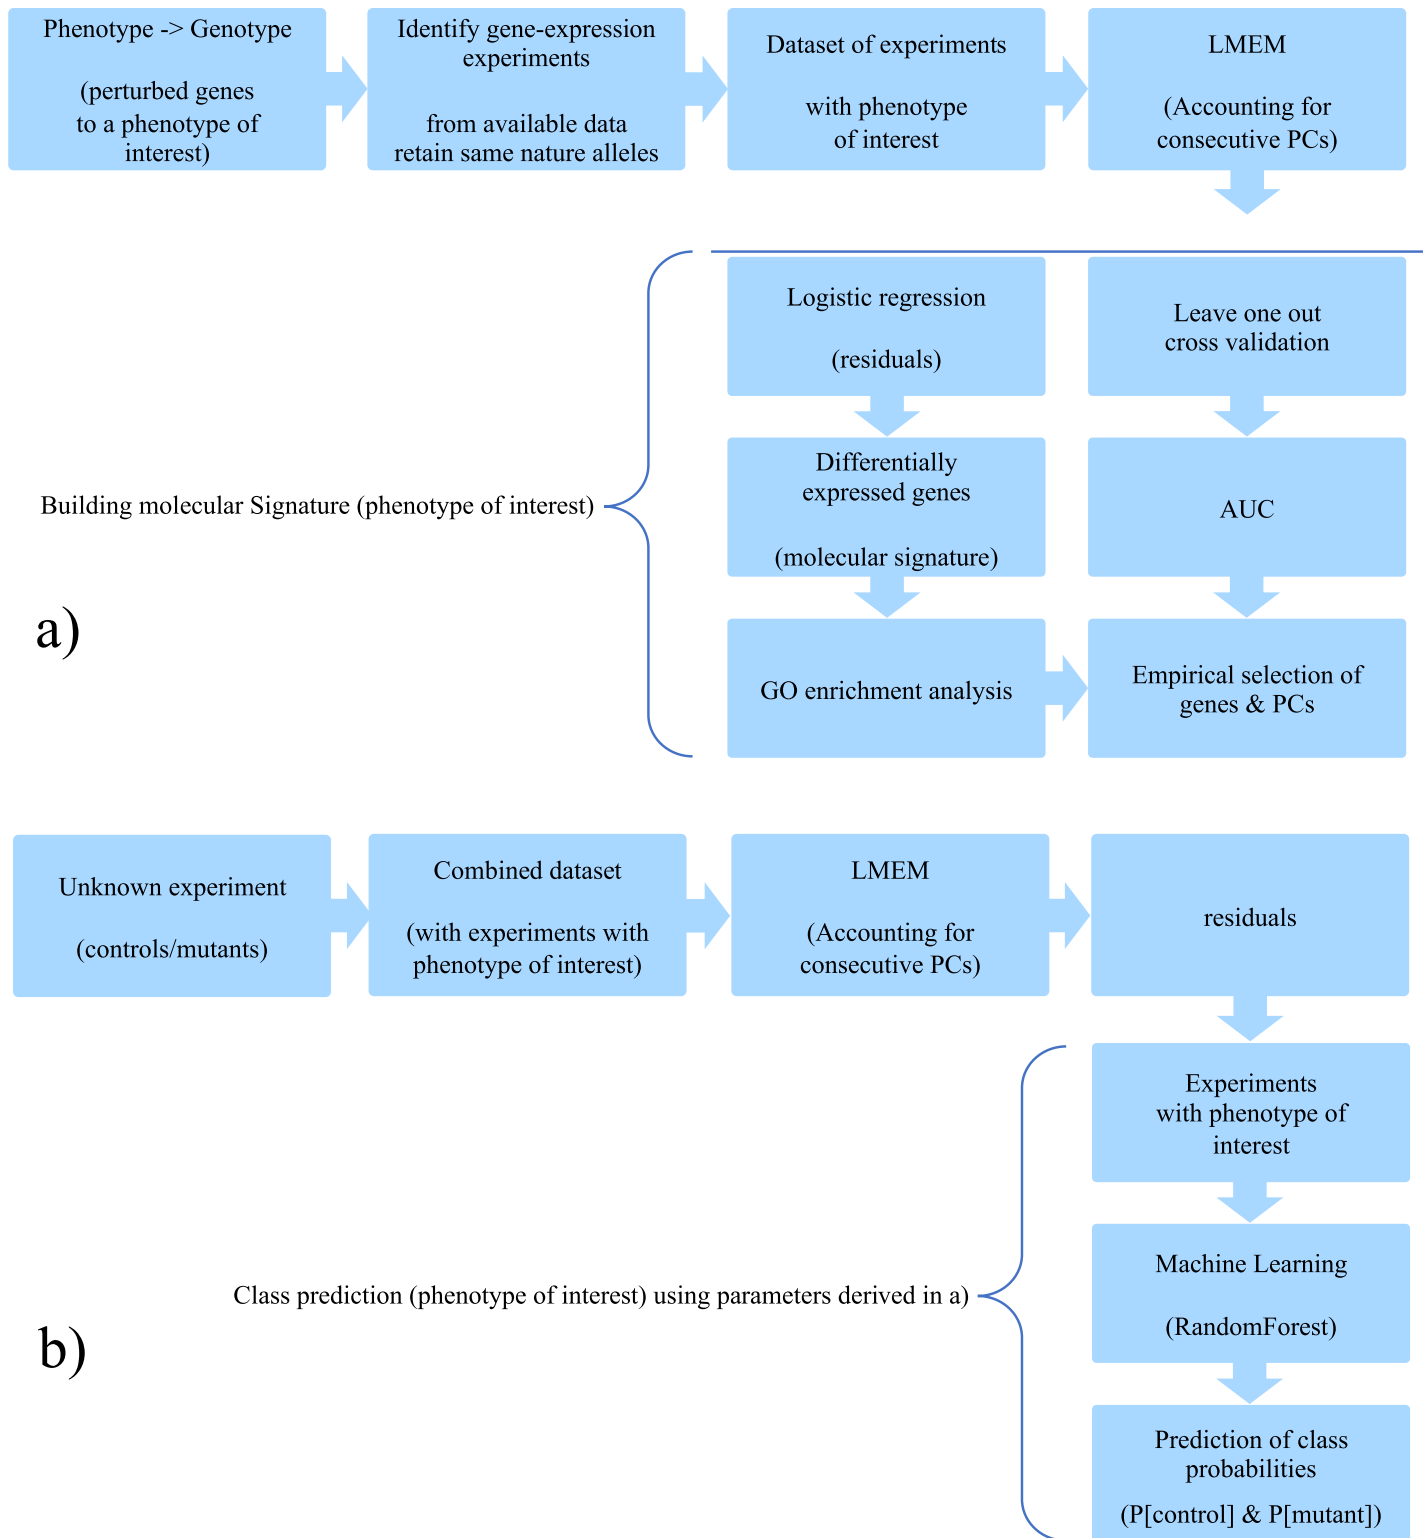 Phenotype -> Genotype
(perturbed genes
to a phenotype of
interest)
Identify gene-expression
experiments
from available data
retain same nature alleles
Dataset of experiments
with phenotype
of interest
LMEM
(Accounting for
consecutive PCs)
Building molecular Signature (phenotype of interest)
Logistic regression
(residuals)
Differentially
expressed genes
(molecular signature)
GO enrichment analysis
Leave one out
cross validation
AUC
Empirical selection of
genes & PCs
a)
Unknown experiment
(controls/mutants)
Combined dataset
(with experiments with
phenotype of interest)
LMEM
(Accounting for
consecutive PCs)
residuals
Class prediction (phenotype of interest) using parameters derived in a)
Experiments
with phenotype of
interest
Machine Learning
(RandomForest)
Prediction of class
probabilities
(P[control] & P[mutant])
b)